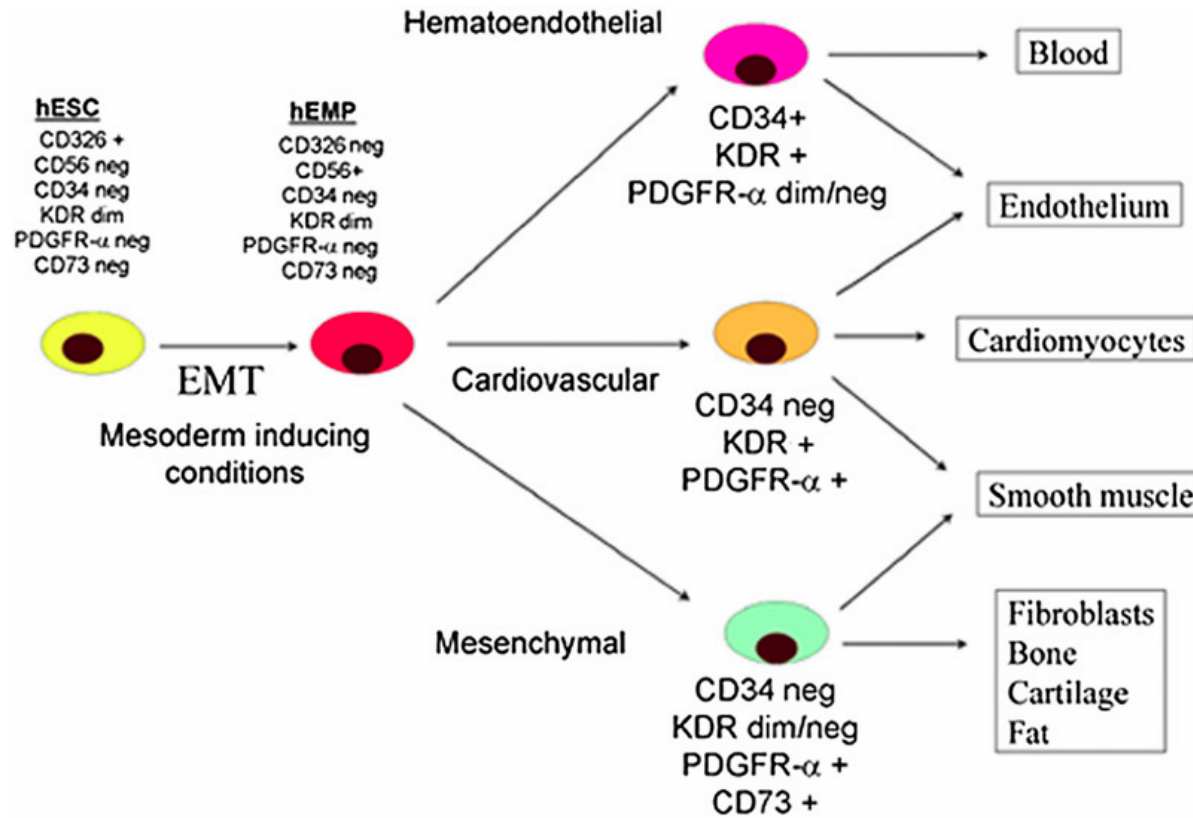 Hematoendothelial
Blood
hESC
CD326 +
CD56 neg
CD34 neg
KDR dim
PDGFR-α neg
CD73 neg
hEMP
CD326 neg
CD56+
CD34 neg
KDR dim
PDGFR-α neg
CD73 neg
CD34+
KDR +
PDGFR-α dim/neg
Endothelium
EMT
Mesoderm inducing
conditions
Cardiovascular
CD34 neg
KDR +
PDGFR-α +
Cardiomyocytes
Smooth muscle
Mesenchymal
CD34 neg
KDR dim/neg
PDGFR-α +
CD73 +
Fibroblasts
Bone
Cartilage
Fat